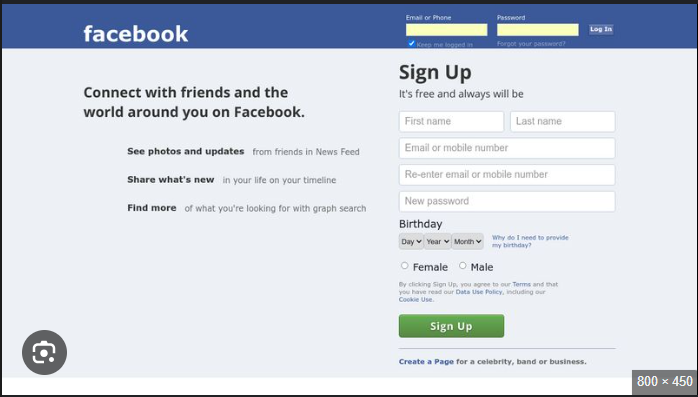 facebook
Email or Phone
Password
Log In
Keep me logged in
Forgot your password?
Connect with friends and the
world around you on Facebook.
See photos and updates from friends in News Feed
Share what's new in your life on your timeline
Find more of what you're looking for with graph search
Sign Up
It's free and always will be
First name
Last name
Email or mobile number
Re-enter email or mobile number
New password
Birthday
Day
Year
Month
Why do I need to provide
my birthday?
Female
Male
By clicking Sign Up, you agree to our Terms and that
you have read our Data Use Policy, including our
Cookie Use.
Sign Up
Create a Page for a celebrity, band or business.
800 × 450